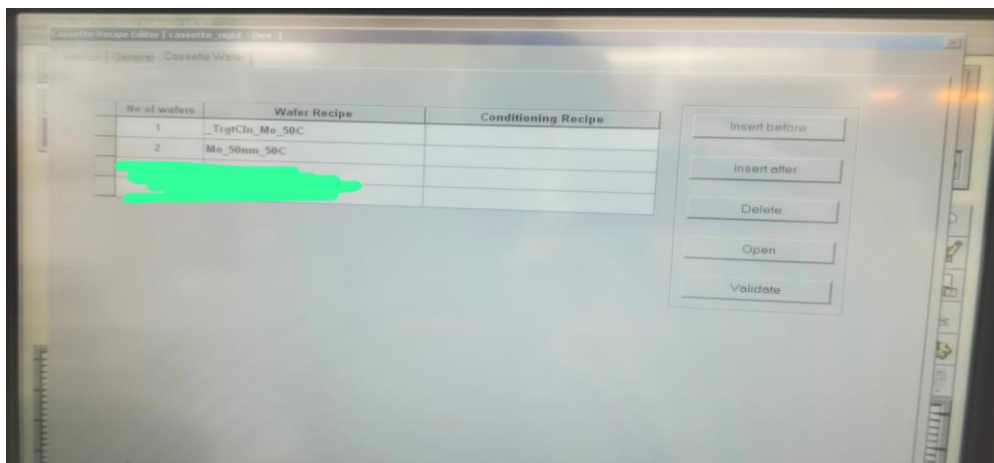 Cassette Recipe Editor [ cassette_right - Dev ]
General Cassette Wafer
No of wafers Wafer Recipe Conditioning Recipe
1 _TrgtCln_Mo_50C
2 Mo_50nm_50C
Insert before
Insert after
Delete
Open
Validate